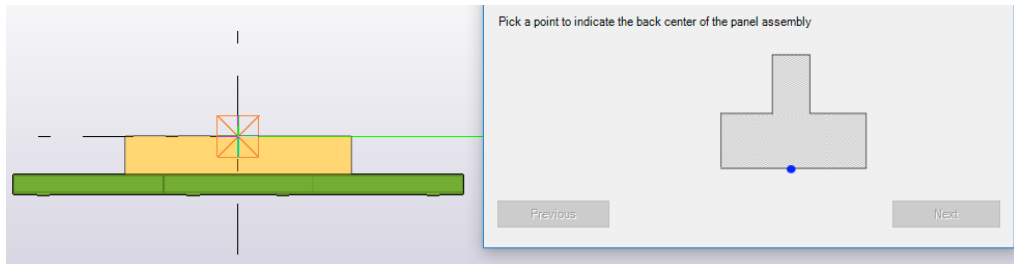 Pick a point to indicate the back center of the panel assembly
Previous
Next